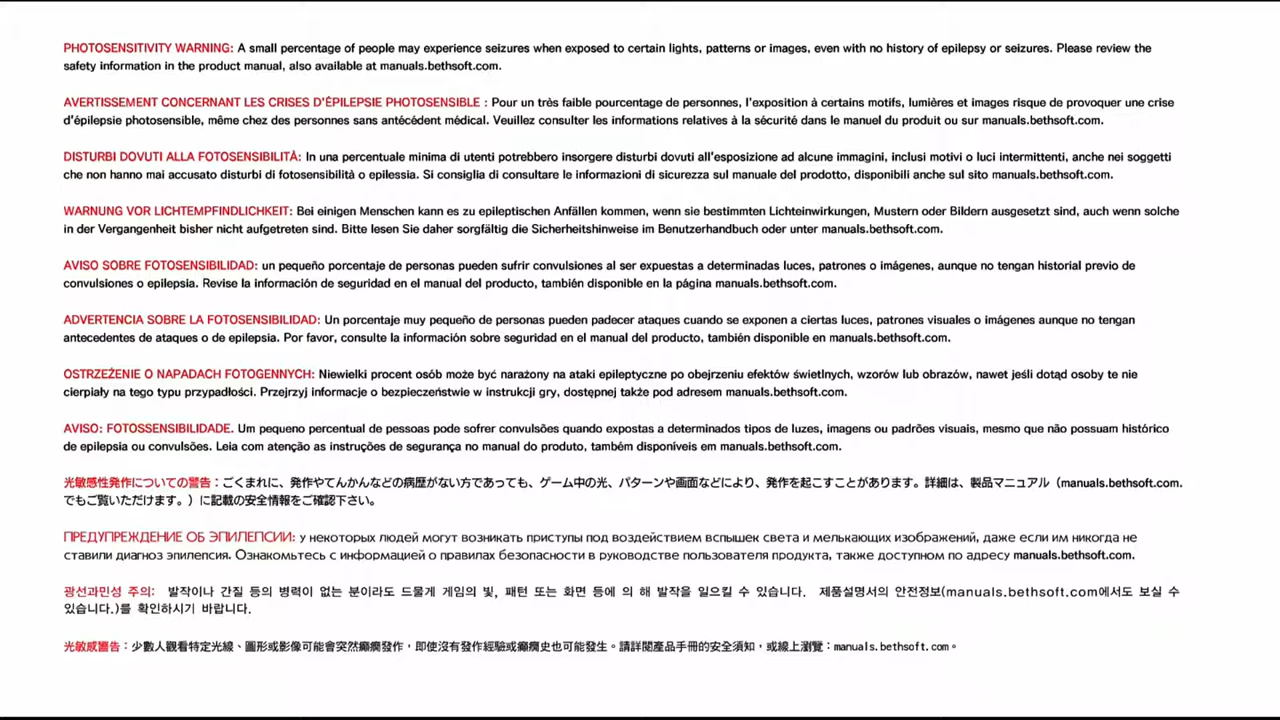 PHOTOSENSITIVITY WARNING: A small percentage of people may experience seizures when exposed to certain lights, patterns or images, even with no history of epilepsy or seizures. Please review the
safety information in the product manual, also available at manuals.bethsoft.com.
AVERTISSEMENT CONCERNANT LES CRISES D'ÉPILEPSIE PHOTOSENSIBLE : Pour un très faible pourcentage de personnes, l'exposition à certains motifs, lumières et images risque de provoquer une crise
d'épilepsie photosensible, même chez des personnes sans antécédent médical. Veuillez consulter les informations relatives à la sécurité dans le manuel du produit ou sur manuals.bethsoft.com.
DISTURBI DOVUTI ALLA FOTOSENSIBILITÀ: In una percentuale minima di utenti potrebbero insorgere disturbi dovuti all'esposizione ad alcune immagini, inclusi motivi o luci intermittenti, anche nei soggetti
che non hanno mai accusato disturbi di fotosensibilità o epilessia. Si consiglia di consultare le informazioni di sicurezza sul manuale del prodotto, disponibili anche sul sito manuals.bethsoft.com.
WARNUNG VOR LICHTEMPFINDLICHKEIT: Bei einigen Menschen kann es zu epileptischen Anfällen kommen, wenn sie bestimmten Lichteinwirkungen, Mustern oder Bildern ausgesetzt sind, auch wenn solche
in der Vergangenheit bisher nicht aufgetreten sind. Bitte lesen Sie daher sorgfältig die Sicherheitshinweise im Benutzerhandbuch oder unter manuals.bethsoft.com.
AVISO SOBRE FOTOSENSIBILIDAD: un pequeño porcentaje de personas pueden sufrir convulsiones al ser expuestas a determinadas luces, patrones o imágenes, aunque no tengan historial previo de
convulsiones o epilepsia. Revise la información de seguridad en el manual del producto, también disponible en la página manuals.bethsoft.com.
ADVERTENCIA SOBRE LA FOTOSENSIBILIDAD: Un porcentaje muy pequeño de personas pueden padecer ataques cuando se exponen a ciertas luces, patrones visuales o imágenes aunque no tengan
antecedentes de ataques o de epilepsia. Por favor, consulte la información sobre seguridad en el manual del producto, también disponible en manuals.bethsoft.com.
OSTRZEŻENIE O NAPADACH FOTOGENNYCH: Niewielki procent osób może być narażony na ataki epileptyczne po obejrzeniu efektów świetlnych, wzorów lub obrazów, nawet jeśli dotąd osoby te nie
cierpiały na tego typu przypadłości. Przejrzyj informacje o bezpieczeństwie w instrukcji gry, dostępnej także pod adresem manuals.bethsoft.com.
AVISO: FOTOSSENSIBILIDADE. Um pequeno percentual de pessoas pode sofrer convulsões quando expostas a determinados tipos de luzes, imagens ou padrões visuais, mesmo que não possuam histórico
de epilepsia ou convulsões. Leia com atenção as instruções de segurança no manual do produto, também disponíveis em manuals.bethsoft.com.
光敏感性発作についての警告：ごくまれに、発作やてんかんなどの病歴がない方であっても、ゲーム中の光、パターンや画面などにより、発作を起こすことがあります。詳細は、製品マニュアル（manuals.bethsoft.com.
でもご覧いただけます。）に記載の安全情報をご確認下さい。
ПРЕДУПРЕЖДЕНИЕ ОБ ЭПИЛЕПСИИ: у некоторых людей могут возникать приступы под воздействием вспышек света и мелькающих изображений, даже если им никогда не
ставили диагноз эпилепсия. Ознакомьтесь с информацией о правилах безопасности в руководстве пользователя продукта, также доступном по адресу manuals.bethsoft.com.
광선과민성 주의: 발작이나 간질 등의 병력이 없는 분이라도 드물게 게임의 빛, 패턴 또는 화면 등에 의 해 발작을 일으킬 수 있습니다. 제품설명서의 안전정보(manuals.bethsoft.com에서도 보실 수
있습니다.)를 확인하시기 바랍니다.
光敏感警告：少數人觀看特定光線、圖形或影像可能會突然癲癇發作，即使沒有發作經驗或癲癇史也可能發生。請詳閱產品手冊的安全須知，或線上瀏覽：manuals.bethsoft.com。